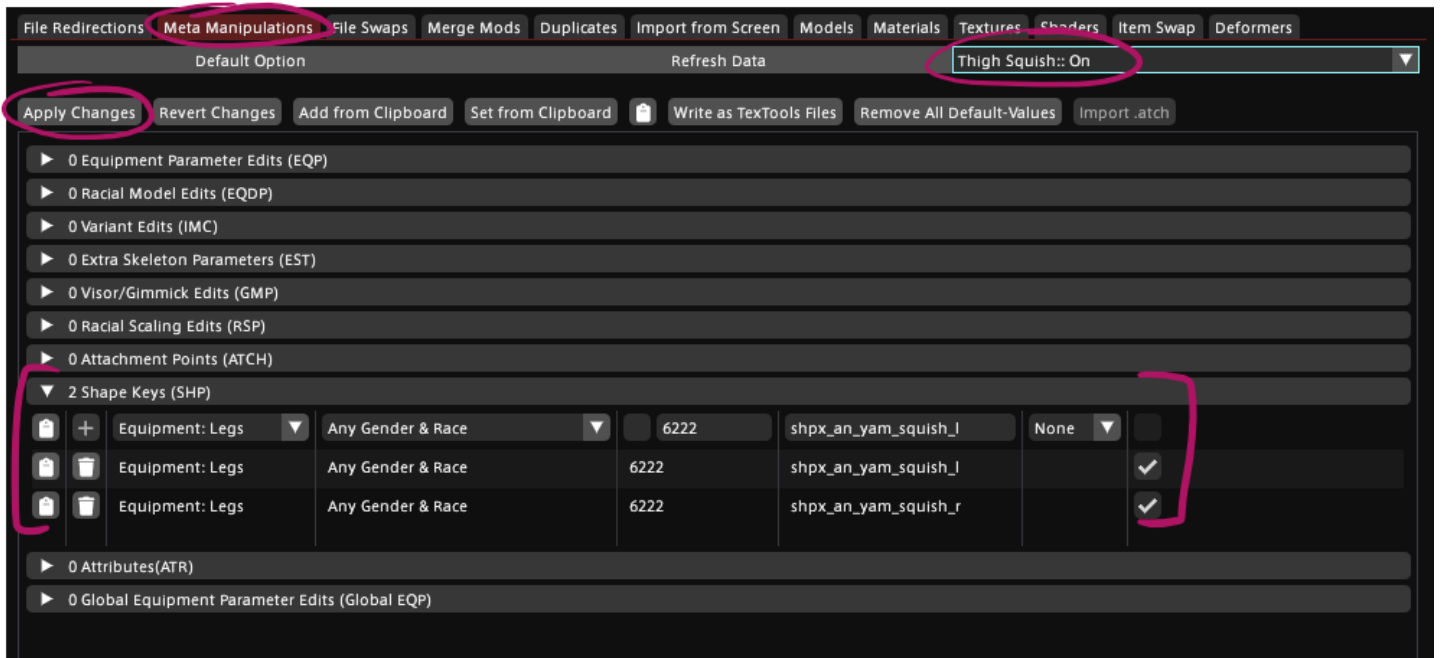 File Redirections Meta Manipulations File Swaps Merge Mods Duplicates Import from Screen Models Materials Textures Shaders Item Swap Deformers
Default Option Refresh Data Thigh Squish:: On
Apply Changes Revert Changes Add from Clipboard Set from Clipboard Write as TexTools Files Remove All Default-Values Import .atch
0 Equipment Parameter Edits (EQP)
0 Racial Model Edits (EQDP)
0 Variant Edits (IMC)
0 Extra Skeleton Parameters (EST)
0 Visor/Gimmick Edits (GMP)
0 Racial Scaling Edits (RSP)
0 Attachment Points (ATCH)
2 Shape Keys (SHP)
Equipment: Legs Any Gender & Race 6222 shpx_an_yam_squish_l None
Equipment: Legs Any Gender & Race 6222 shpx_an_yam_squish_l
Equipment: Legs Any Gender & Race 6222 shpx_an_yam_squish_r
0 Attributes(ATR)
0 Global Equipment Parameter Edits (Global EQP)